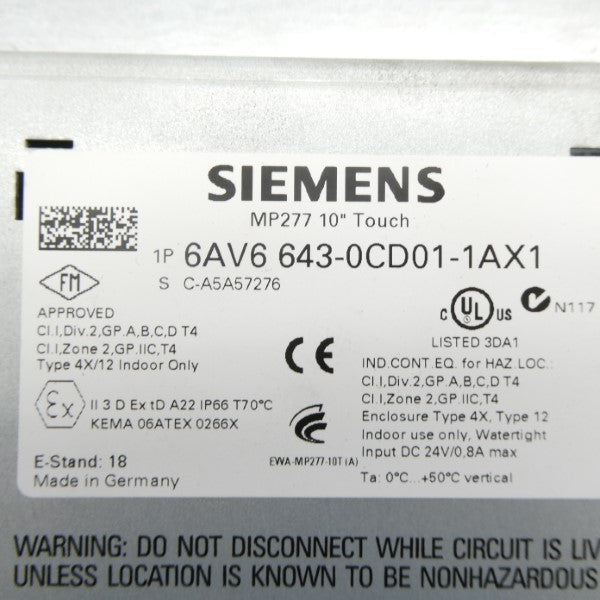 SIEMENS
MP277 10" Touch
1P 6AV6 643-0CD01-1AX1
S C-A5A57276
FM
APPROVED
Cl.I,Div.2,GP.A,B,C,D T4
Cl.I,Zone 2,GP.IIC,T4
Type 4X/12 Indoor Only
Ex II 3 D Ex tD A22 IP66 T70°C
KEMA 06ATEX 0266X
E-Stand: 18
Made in Germany
CE
EWA-MP277-10T (A)
c UL us N117
LISTED 3DA1
IND.CONT.EQ. for HAZ.LOC.:
Cl.I,Div.2,GP.A,B,C,D T4
Cl.I,Zone 2,GP.IIC,T4
Enclosure Type 4X, Type 12
Indoor use only, Watertight
Input DC 24V/0,8A max
Ta: 0°C...+50°C vertical
WARNING: DO NOT DISCONNECT WHILE CIRCUIT IS LIV
UNLESS LOCATION IS KNOWN TO BE NONHAZARDOUS